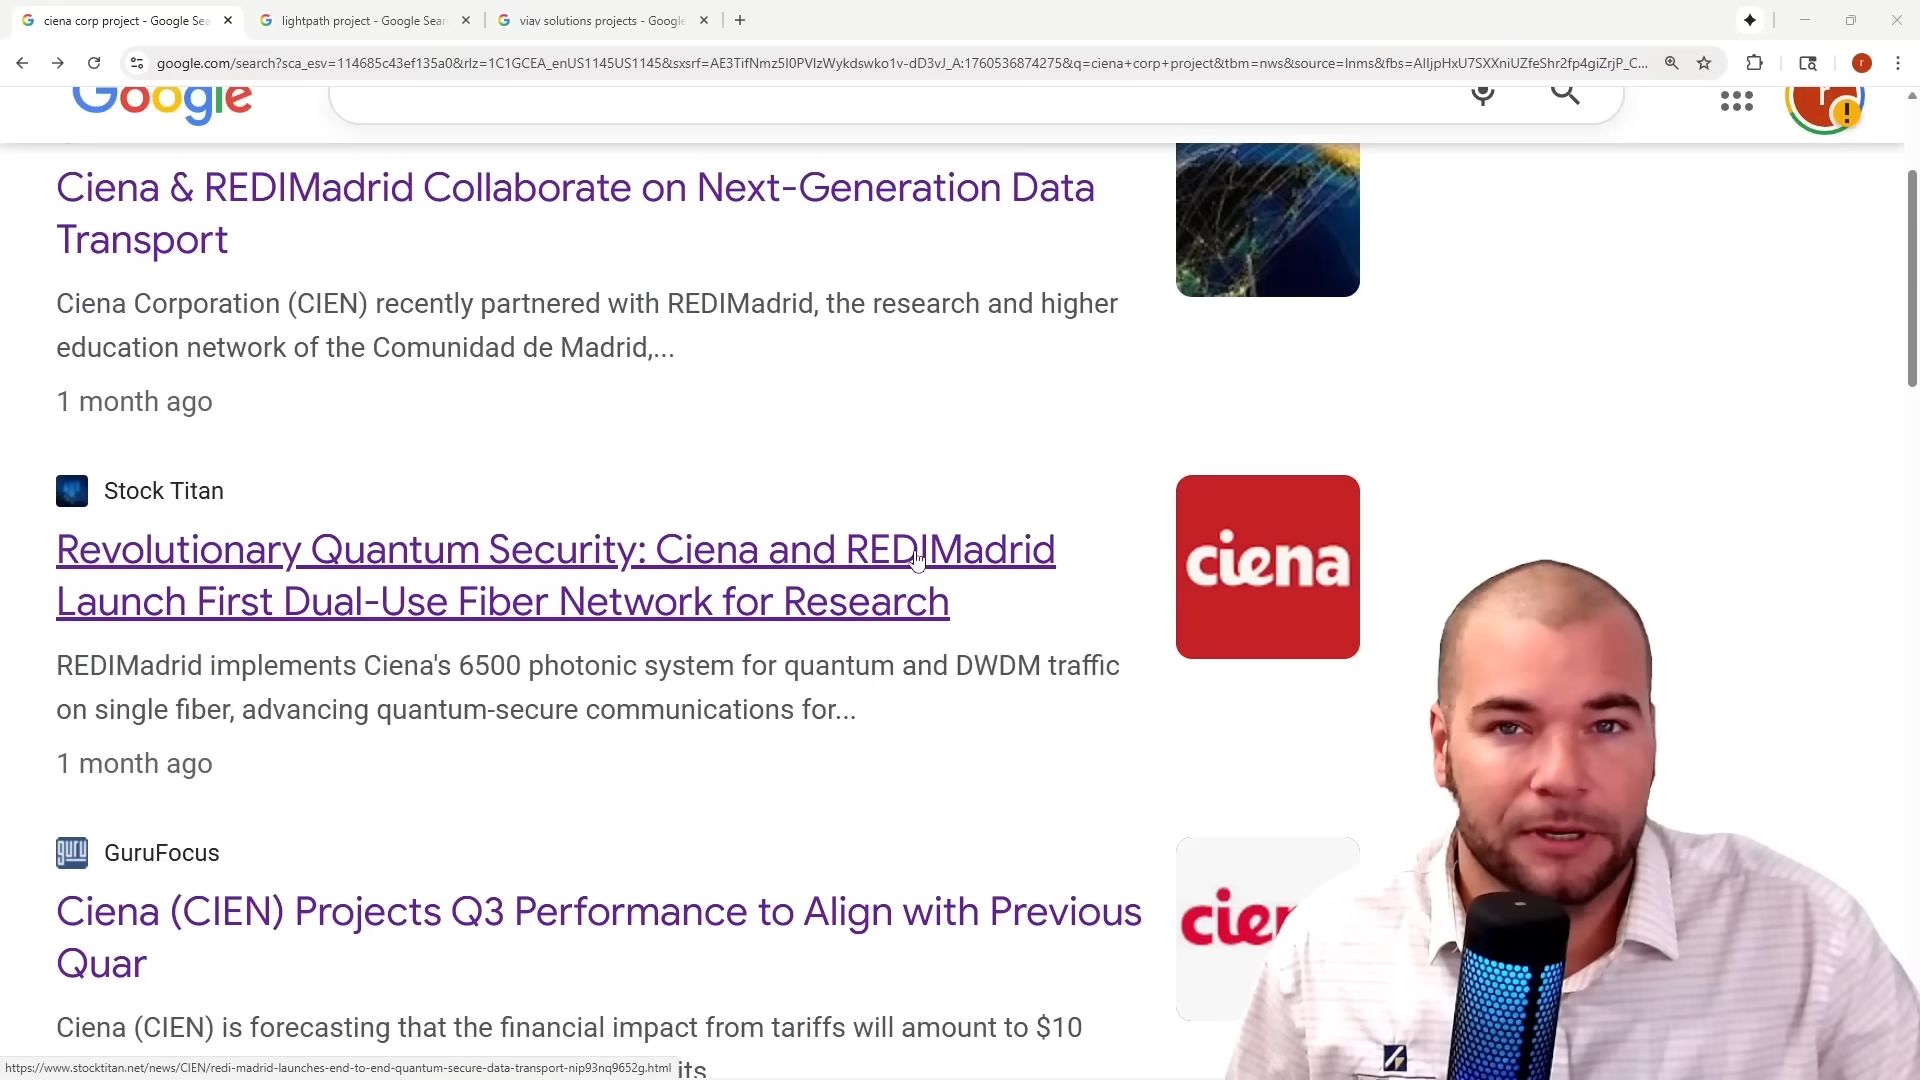 ciena corp project - Google Sea
lightpath project - Google Sear
viav solutions projects - Google
google.com/search?sca_esv=114685c43ef135a0&rlz=1C1GCEA_enUS1145US1145&sxsrf=AE3TifNmz5I0PVIzWykdswko1v-dD3vJ_A:1760536874275&q=ciena+corp+project&tbm=nws&source=lnms&fbs=AIIjpHxU7SXXniUZfeShr2fp4giZrjP_C...
r
Google
r
!
Ciena & REDIMadrid Collaborate on Next-Generation Data
Transport
Ciena Corporation (CIEN) recently partnered with REDIMadrid, the research and higher
education network of the Comunidad de Madrid,...
1 month ago
Stock Titan
Revolutionary Quantum Security: Ciena and REDIMadrid
Launch First Dual-Use Fiber Network for Research
ciena
REDIMadrid implements Ciena's 6500 photonic system for quantum and DWDM traffic
on single fiber, advancing quantum-secure communications for...
1 month ago
guru
GuruFocus
Ciena (CIEN) Projects Q3 Performance to Align with Previous
Quar
cien
Ciena (CIEN) is forecasting that the financial impact from tariffs will amount to $10
its
https://www.stocktitan.net/news/CIEN/redi-madrid-launches-end-to-end-quantum-secure-data-transport-nip93nq9652g.html